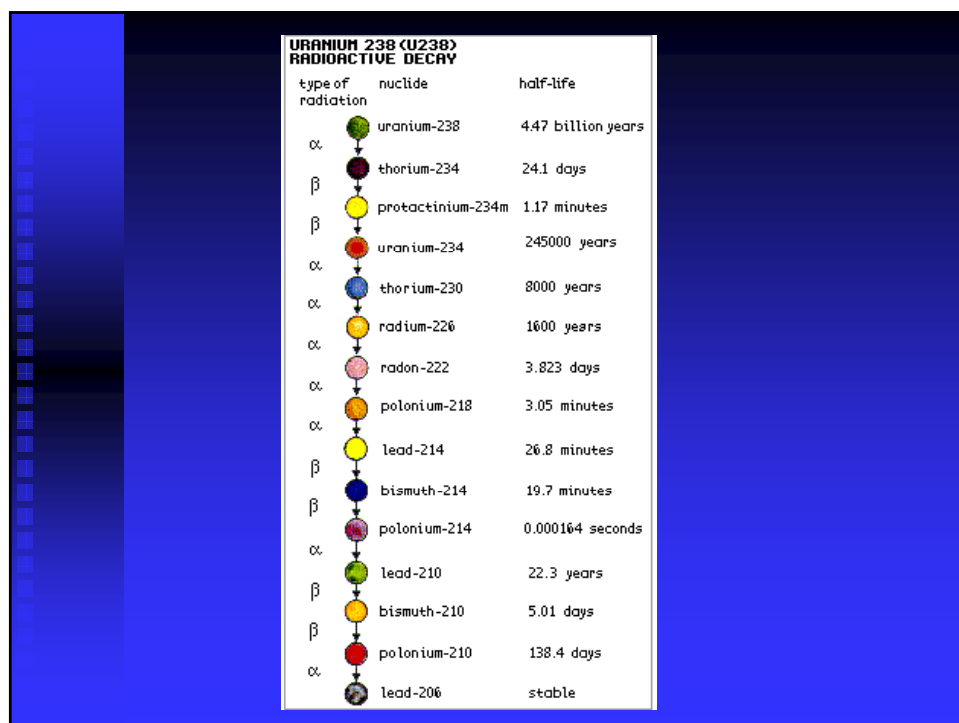 URANIUM 238 (U238)
RADIOACTIVE DECAY
type of radiation nuclide half-life
uranium-238 4.47 billion years
α
thorium-234 24.1 days
β
protactinium-234m 1.17 minutes
β
uranium-234 245000 years
α
thorium-230 8000 years
α
radium-226 1600 years
α
radon-222 3.823 days
α
polonium-218 3.05 minutes
α
lead-214 26.8 minutes
β
bismuth-214 19.7 minutes
β
polonium-214 0.000164 seconds
α
lead-210 22.3 years
β
bismuth-210 5.01 days
β
polonium-210 138.4 days
α
lead-206 stable